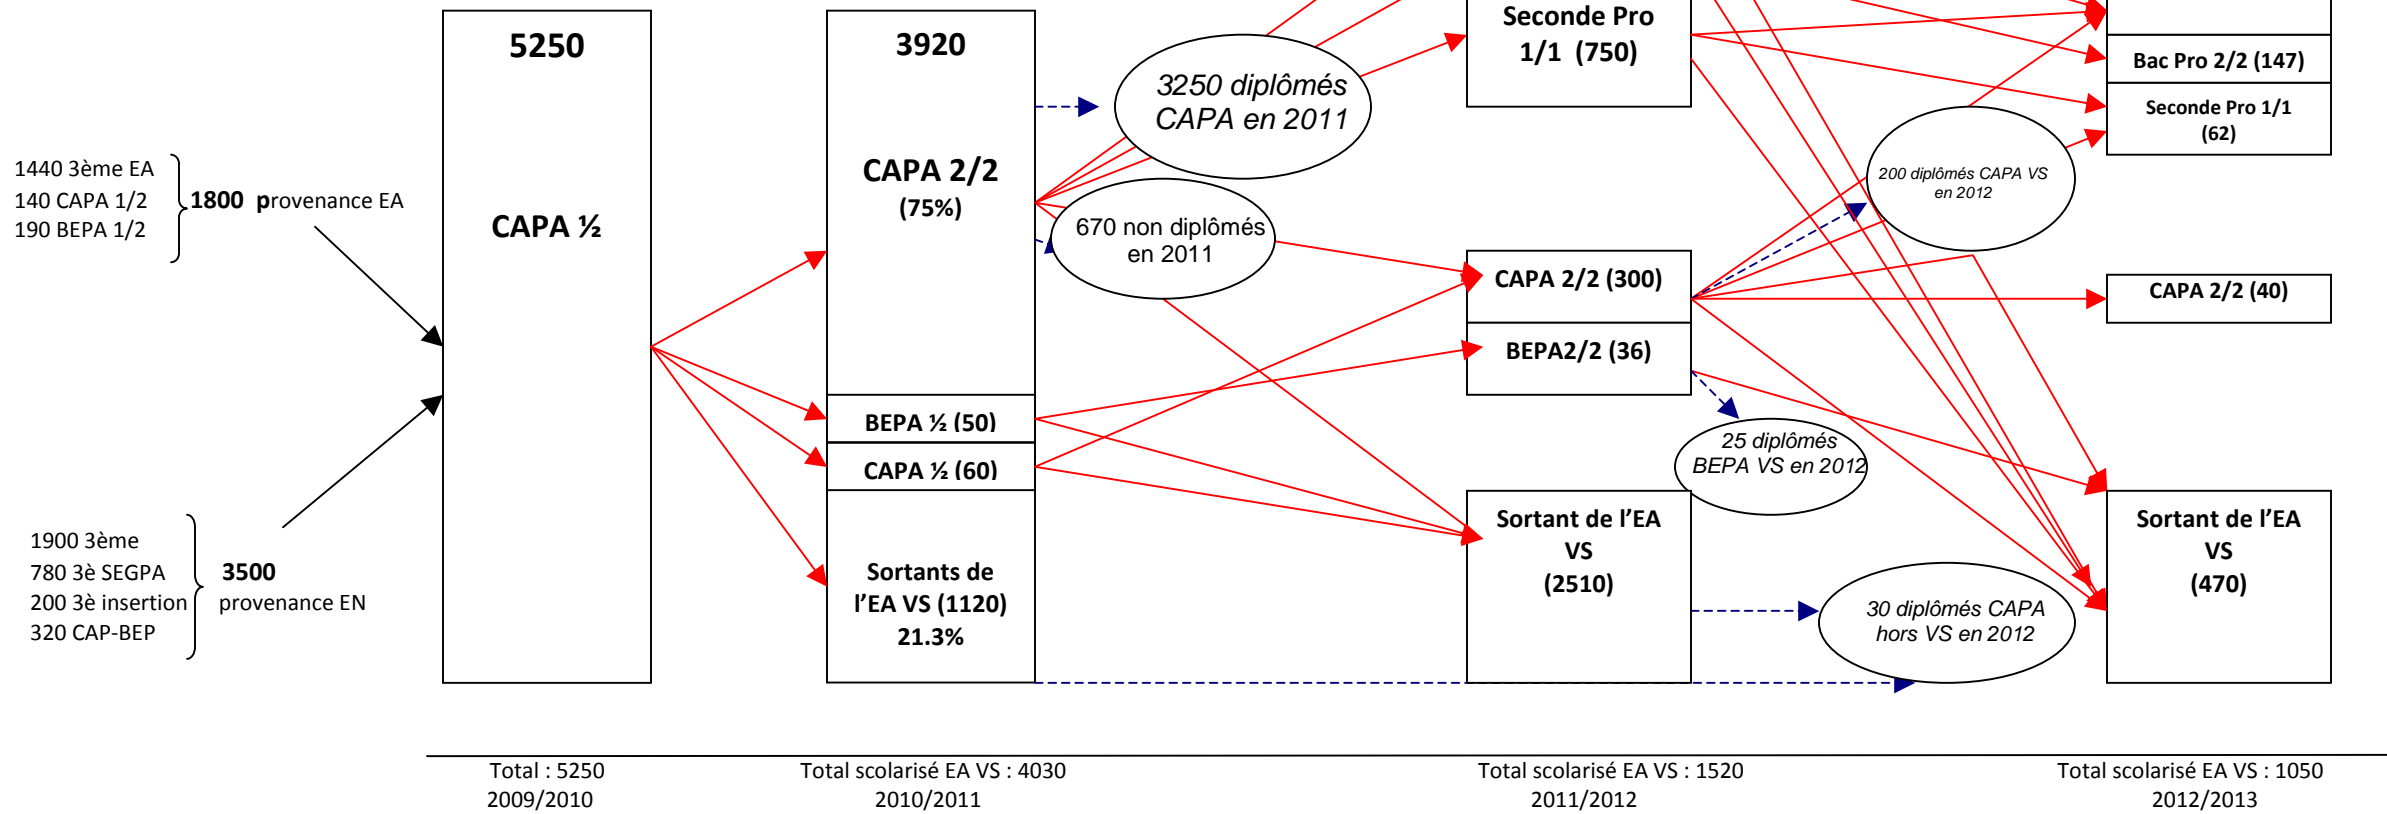 1440 3ème EA
140 CAPA 1/2
190 BEPA 1/2
1800 provenance EA
1900 3ème
780 3è SEGPA
200 3è insertion
320 CAP-BEP
3500
provenance EN
5250
CAPA ½
3920
CAPA 2/2
(75%)
BEPA ½ (50)
CAPA ½ (60)
Sortants de
l’EA VS (1120)
21.3%
3250 diplômés
CAPA en 2011
670 non diplômés
en 2011
Seconde Pro
1/1 (750)
CAPA 2/2 (300)
BEPA2/2 (36)
Sortant de l’EA
VS
(2510)
200 diplômés CAPA VS
en 2012
25 diplômés
BEPA VS en 2012
30 diplômés CAPA
hors VS en 2012
Bac Pro 2/2 (147)
Seconde Pro 1/1
(62)
CAPA 2/2 (40)
Sortant de l’EA
VS
(470)
Total : 5250
2009/2010
Total scolarisé EA VS : 4030
2010/2011
Total scolarisé EA VS : 1520
2011/2012
Total scolarisé EA VS : 1050
2012/2013